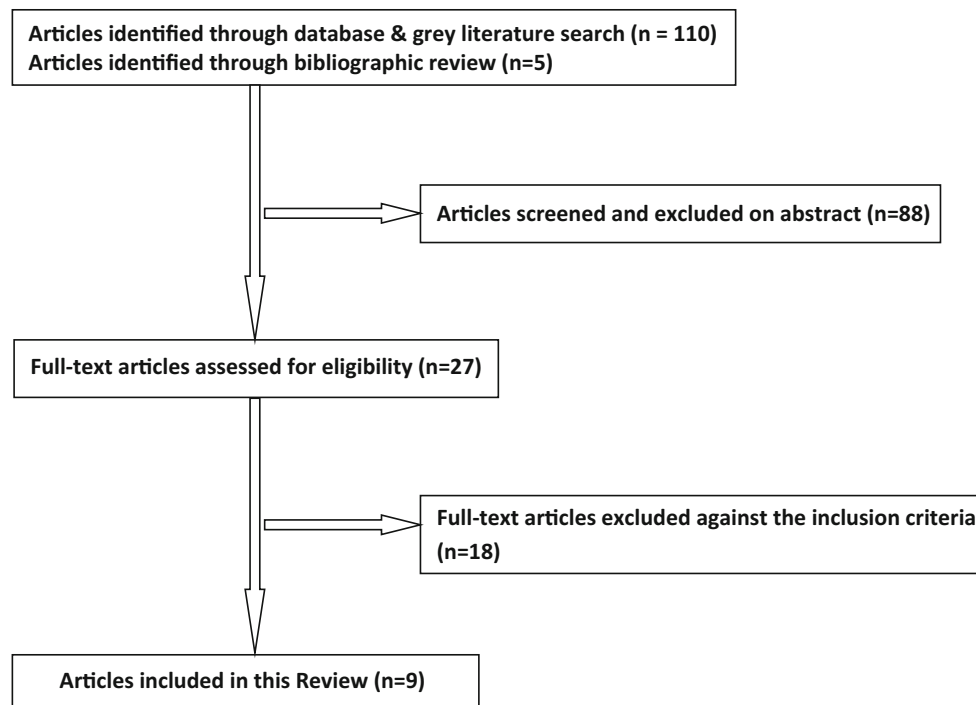 Articles identified through database & grey literature search (n = 110)
Articles identified through bibliographic review (n=5)
Articles screened and excluded on abstract (n=88)
Full-text articles assessed for eligibility (n=27)
Full-text articles excluded against the inclusion criteria
(n=18)
Articles included in this Review (n=9)